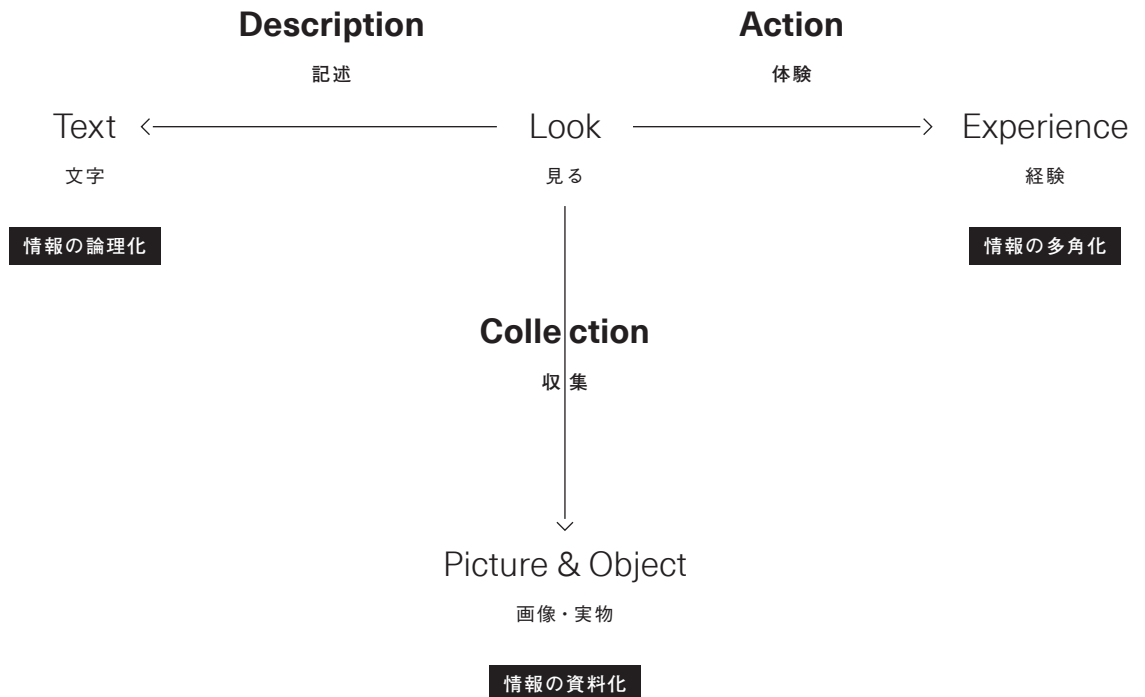 Description
Action
記述
体験
Text
Look
Experience
文字
見る
経験
情報の論理化
情報の多角化
Collection
収集
Picture & Object
画像・実物
情報の資料化